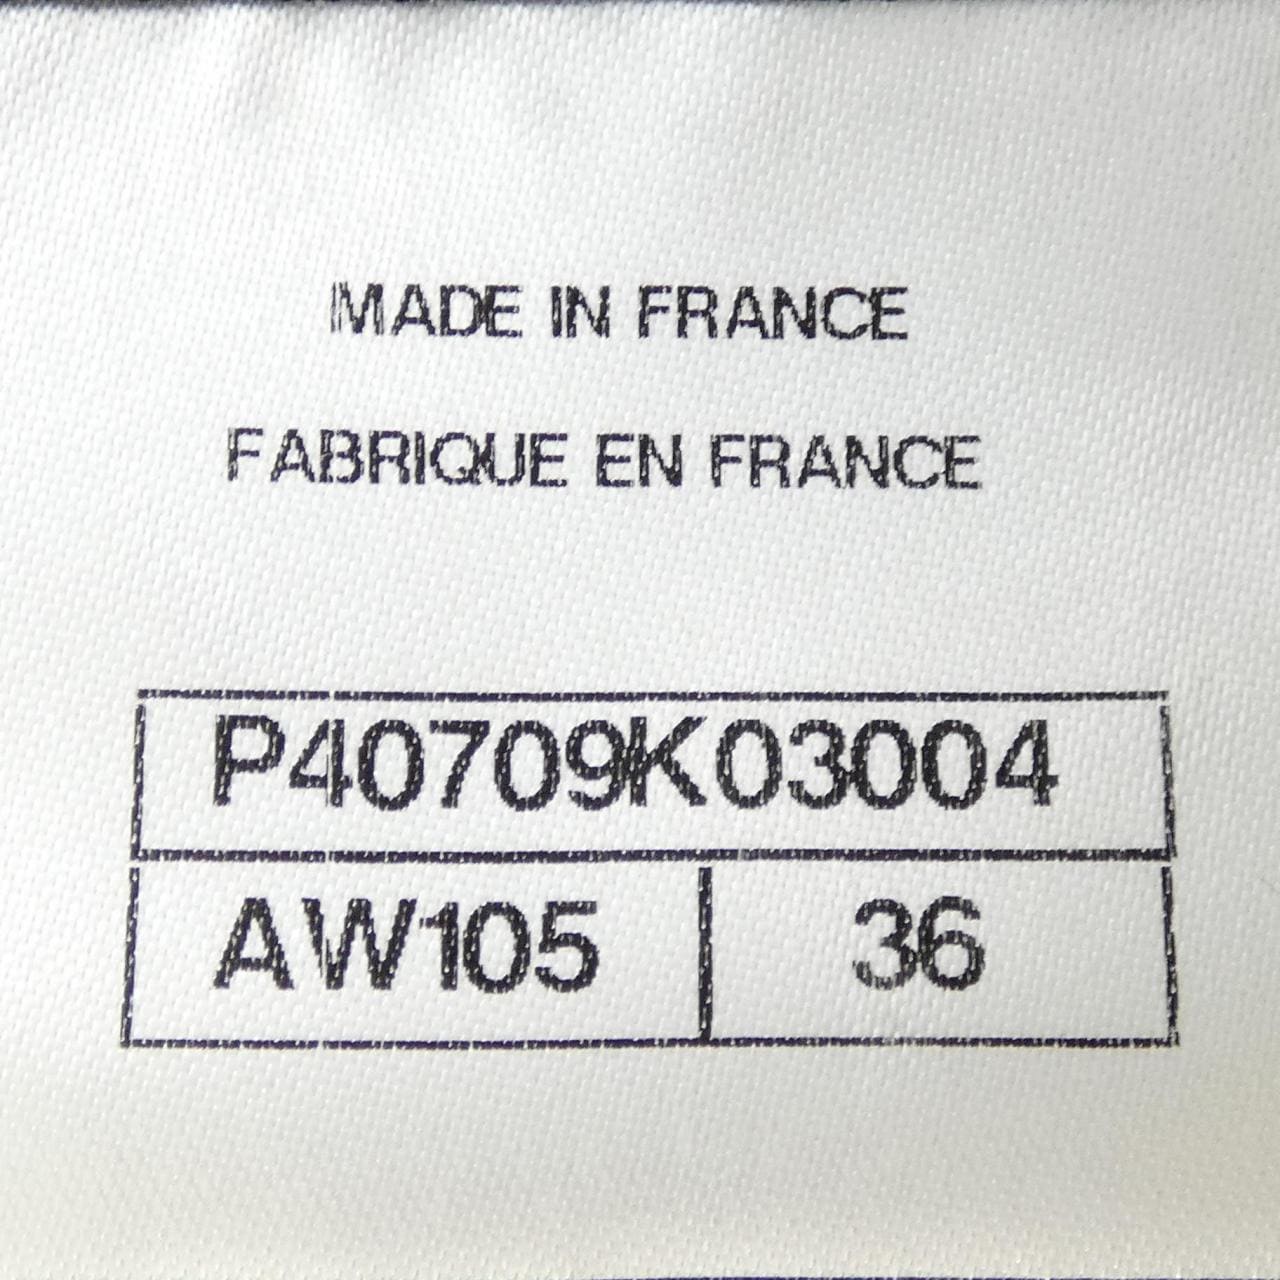 MADE IN FRANCE
FABRIQUE EN FRANCE
P40709K03004
AW105 36